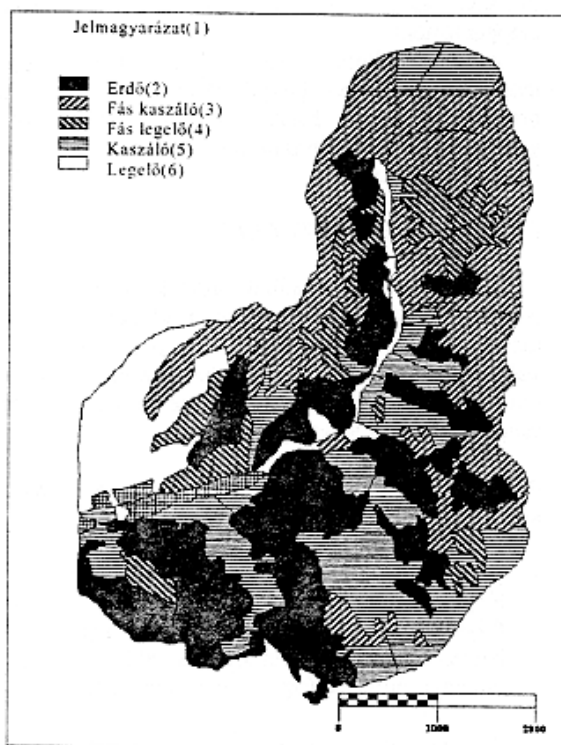 Jelmagyarázat(1)
Erdő(2)
Fás kaszáló(3)
Fás legelő(4)
Kaszáló(5)
Legelő(6)
0 1000 2000